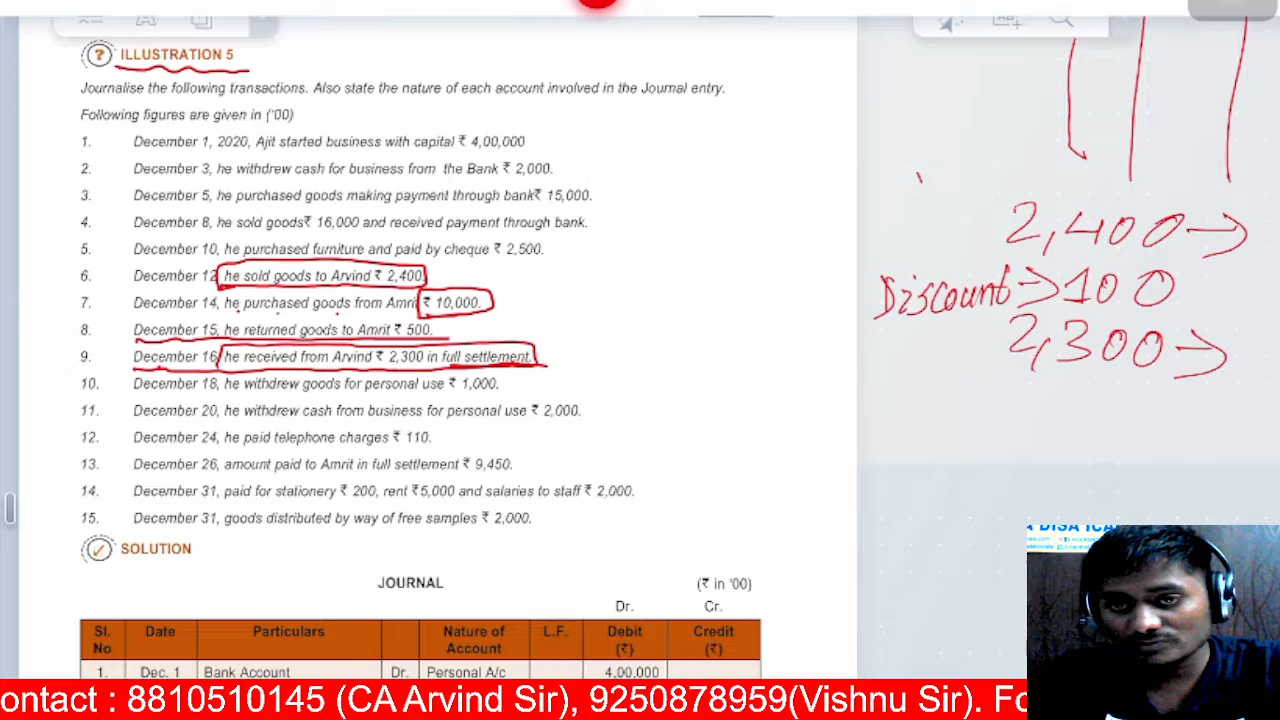 ILLUSTRATION 5
Journalise the following transactions. Also state the nature of each account involved in the Journal entry.
Following figures are given in ('00)
1. December 1, 2020, Ajit started business with capital ₹ 4,00,000
2. December 3, he withdrew cash for business from the Bank ₹ 2,000.
3. December 5, he purchased goods making payment through bank₹ 15,000.
4. December 8, he sold goods₹ 16,000 and received payment through bank.
5. December 10, he purchased furniture and paid by cheque ₹ 2,500.
6. December 12, he sold goods to Arvind ₹ 2,400.
7. December 14, he purchased goods from Amrit ₹ 10,000.
8. December 15, he returned goods to Amrit ₹ 500.
9. December 16, he received from Arvind ₹ 2,300 in full settlement.
10. December 18, he withdrew goods for personal use ₹ 1,000.
11. December 20, he withdrew cash from business for personal use ₹ 2,000.
12. December 24, he paid telephone charges ₹ 110.
13. December 26, amount paid to Amrit in full settlement ₹ 9,450.
14. December 31, paid for stationery ₹ 200, rent ₹5,000 and salaries to staff ₹ 2,000.
15. December 31, goods distributed by way of free samples ₹ 2,000.
SOLUTION
JOURNAL (₹ in '00)
Dr. Cr.
Sl. No Date Particulars Nature of Account L.F. Debit (₹) Credit (₹)
1. Dec. 1 Bank Account Dr. Personal A/c 4,00,000
2,400
Discount 100
2,300
DISA ICA
ontact : 8810510145 (CA Arvind Sir), 9250878959(Vishnu Sir). Fo